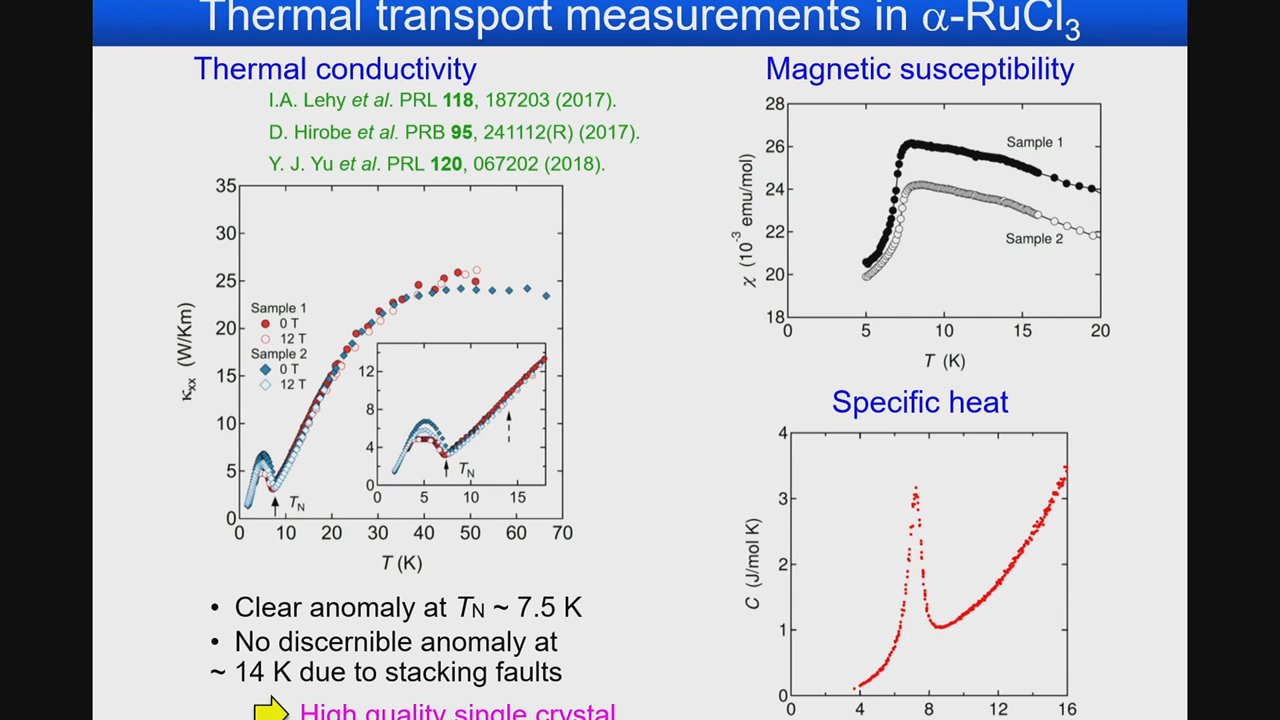 Thermal transport measurements in α-RuCl3
Thermal conductivity
I.A. Lehy et al. PRL 118, 187203 (2017).
D. Hirobe et al. PRB 95, 241112(R) (2017).
Y. J. Yu et al. PRL 120, 067202 (2018).
35
30
25
20
15
10
5
0
κxx (W/Km)
Sample 1
0 T
12 T
Sample 2
0 T
12 T
12
8
4
0
TN
0 5 10 15
TN
0 10 20 30 40 50 60 70
T (K)
• Clear anomaly at TN ~ 7.5 K
• No discernible anomaly at
~ 14 K due to stacking faults
High quality single crystal
Magnetic susceptibility
28
26
24
22
20
18
χ (10-3 emu/mol)
Sample 1
Sample 2
0 5 10 15 20
T (K)
Specific heat
4
3
2
1
0
C (J/mol K)
0 4 8 12 16